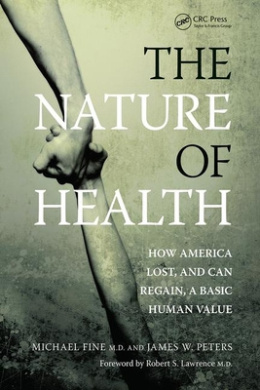 CRC Press
Taylor & Francis Group
THE
NATURE
OF
HEALTH
HOW AMERICA
LOST, AND CAN
REGAIN, A BASIC
HUMAN VALUE
MICHAEL FINE M.D. AND JAMES W. PETERS
Foreword by Robert S. Lawrence M.D.